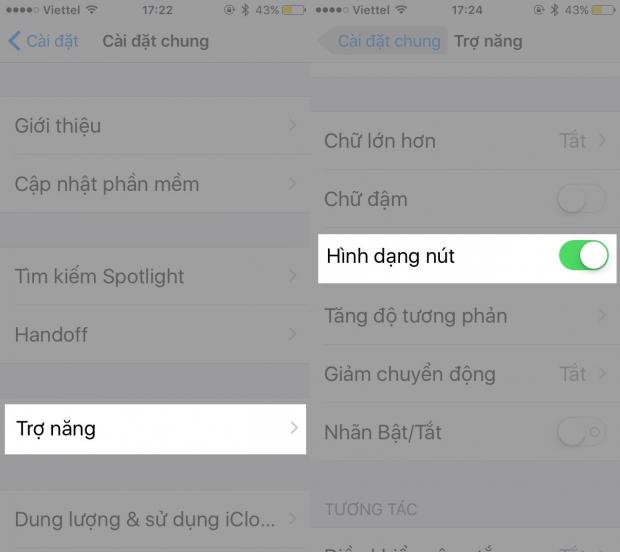 Viettel 17:22 43%
Cài đặt Cài đặt chung
Giới thiệu
Cập nhật phần mềm
Tìm kiếm Spotlight
Handoff
Trợ năng
Dung lượng & sử dụng iClo...
Viettel 17:24 43%
Cài đặt chung Trợ năng
Chữ lớn hơn Tắt
Chữ đậm
Hình dạng nút
Tăng độ tương phản
Giảm chuyển động Tắt
Nhãn Bật/Tắt
TƯƠNG TÁC